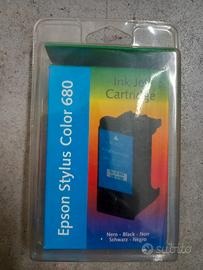 Ink Jet
Cartridge
Epson Stylus Color 680
Nero - Black - Noir
Schwarz - Negro
subito